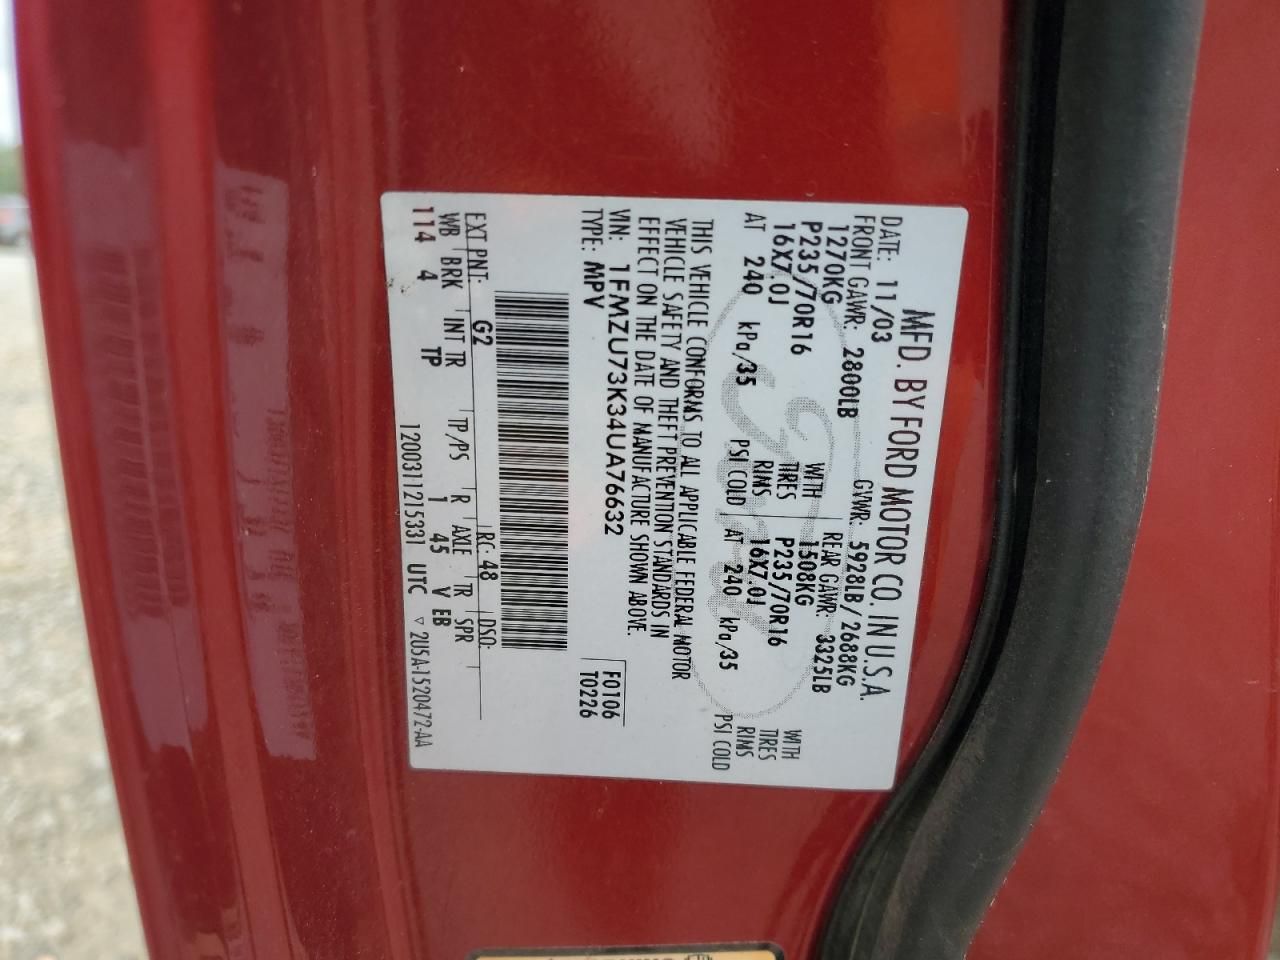 MFD. BY FORD MOTOR CO. IN U.S.A.
DATE: 11/03 GVWR: 5928LB/2688KG
FRONT GAWR: 2800LB REAR GAWR: 3325LB
1270KG WITH 1508KG WITH
P235/70R16 TIRES P235/70R16 TIRES
16X7.0J RIMS 16X7.0J RIMS
AT 240 kPa/35 PSI COLD AT 240 kPa/35 PSI COLD
THIS VEHICLE CONFORMS TO ALL APPLICABLE FEDERAL MOTOR
VEHICLE SAFETY AND THEFT PREVENTION STANDARDS IN
EFFECT ON THE DATE OF MANUFACTURE SHOWN ABOVE.
VIN: 1FMZU73K34UA76632 F0106
TYPE: MPV T0226
EXT PNT: G2 RC: 48 DSO:
WB BRK INT TR TP/PS R AXLE TR SPR
114 4 TP 1 45 V EB
1200311215331 UTC ▽ 2U5A-1520472-AA